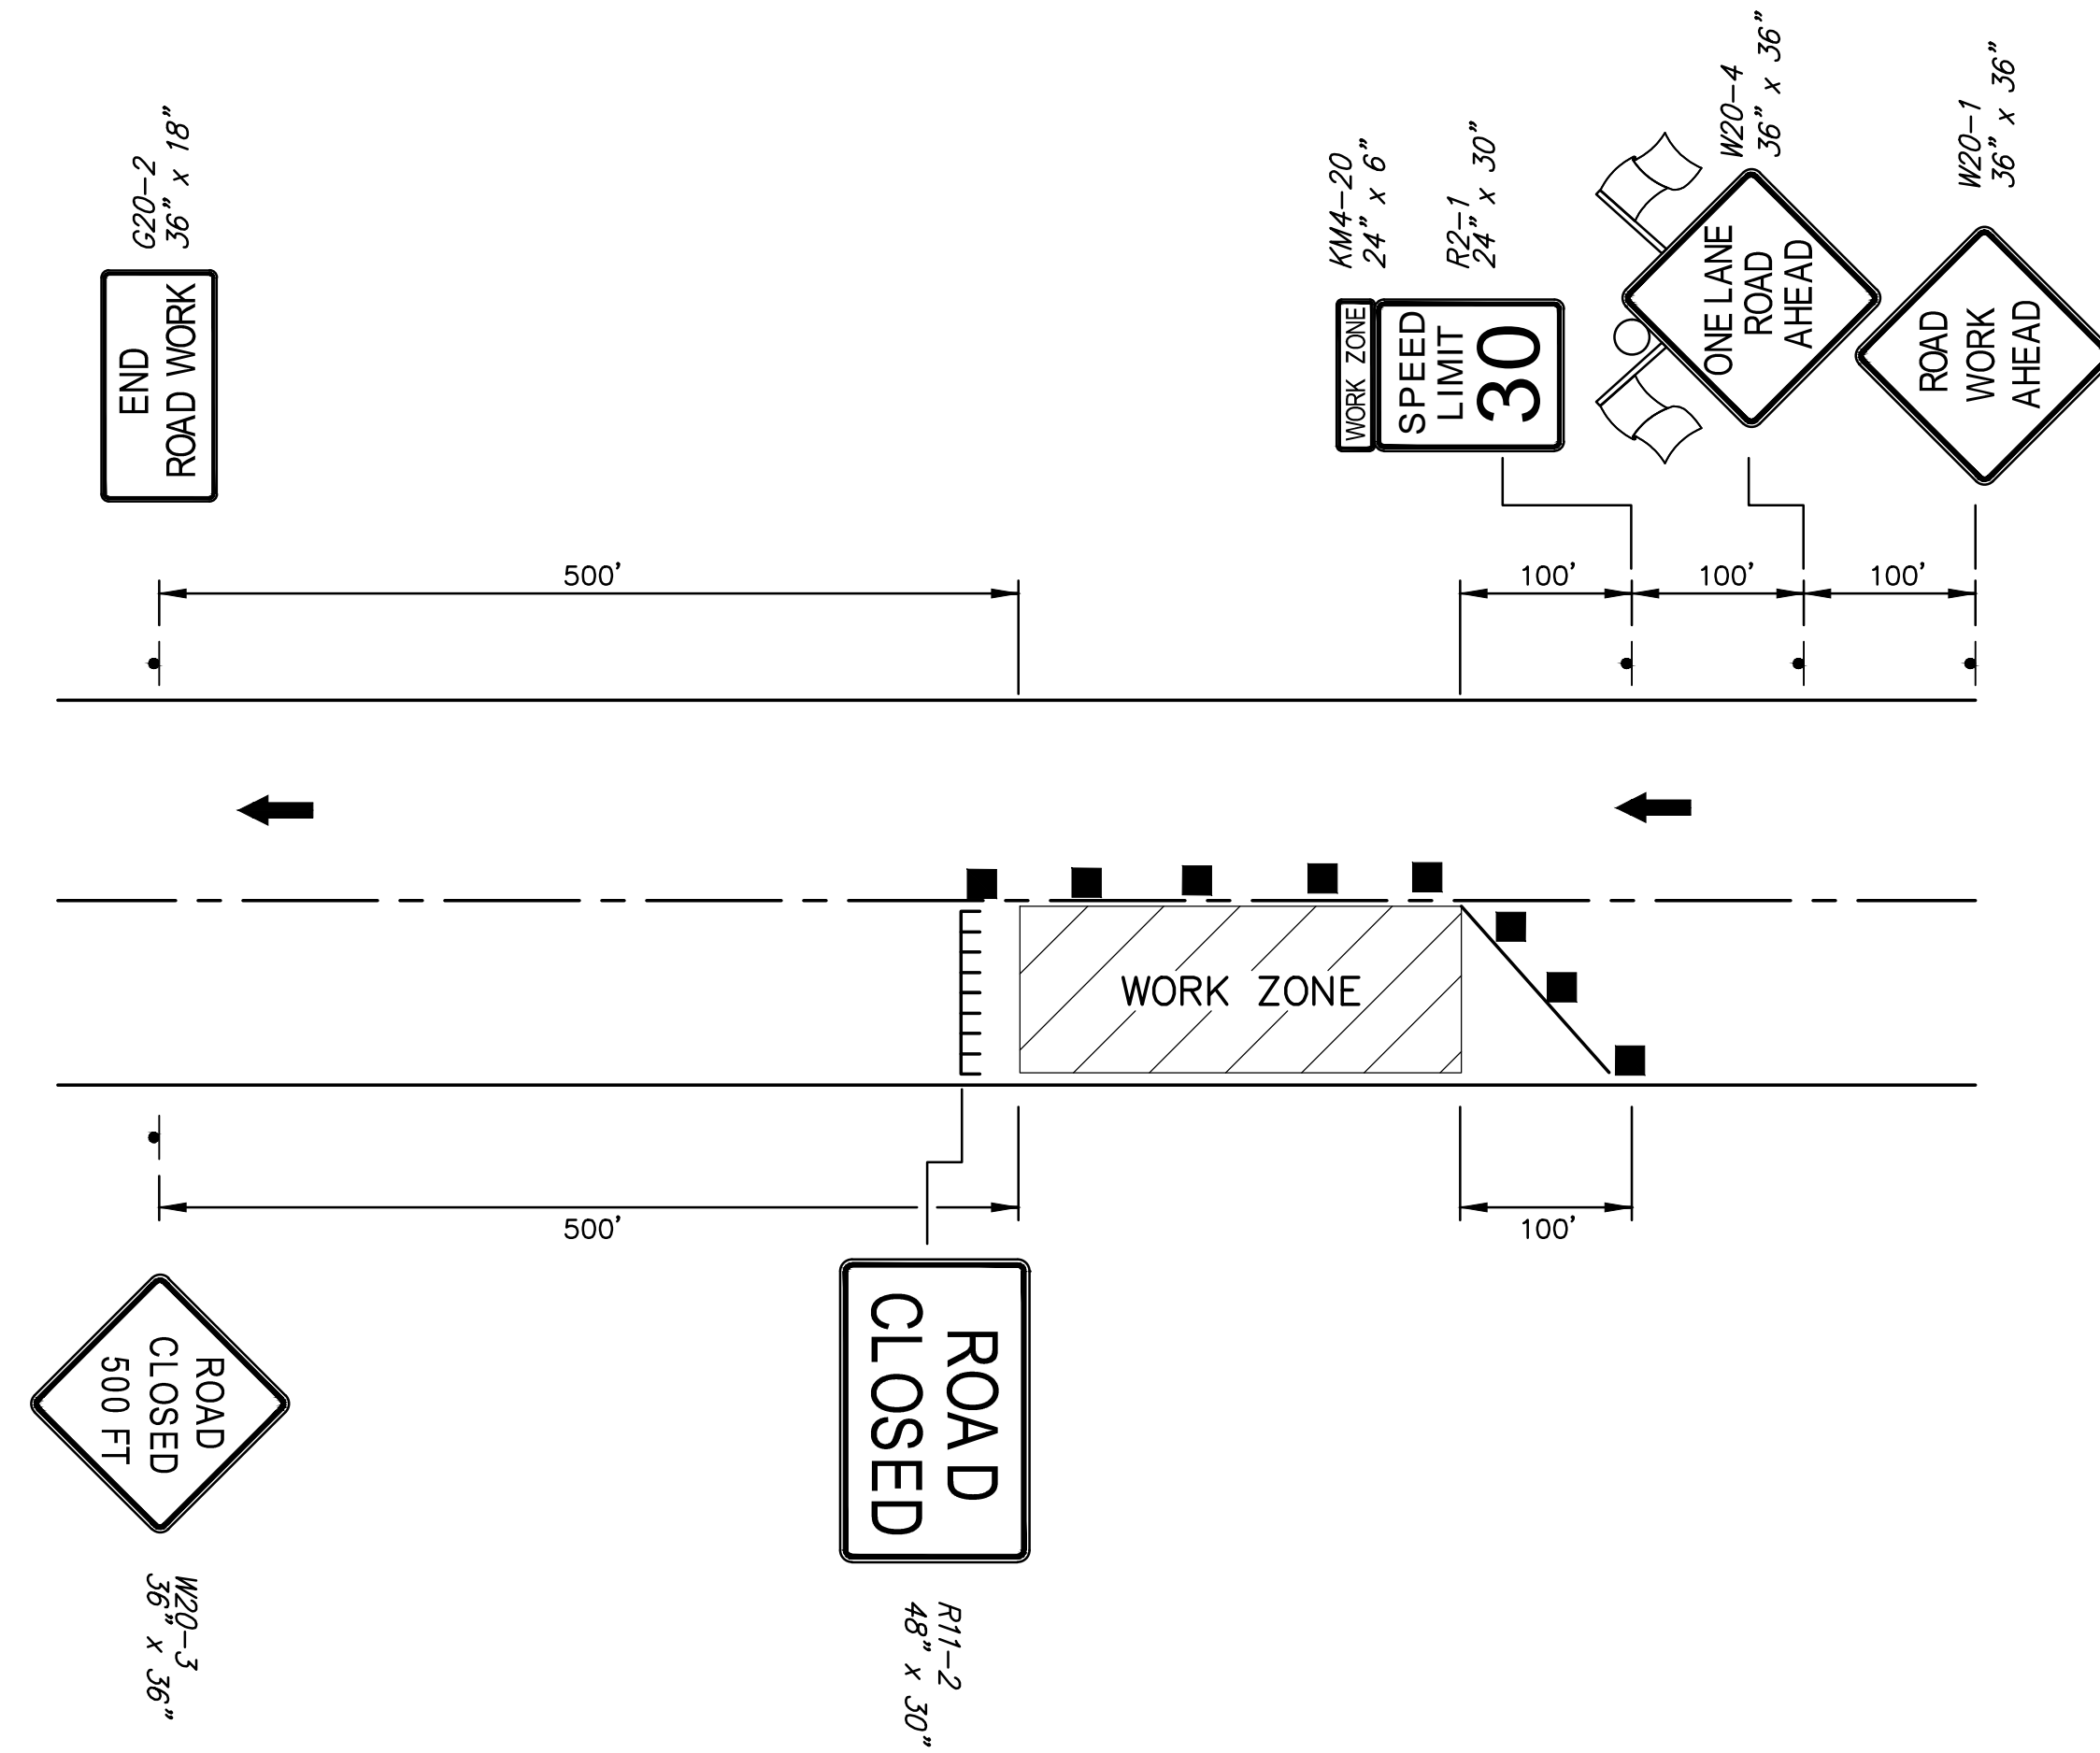 G20-2
36" x 18"
END
ROAD WORK
KM4-20
24" x 6"
R2-1
24" x 30"
WORK ZONE
SPEED
LIMIT
30
W20-4
36" x 36"
ONE LANE
ROAD
AHEAD
W20-1
36" x 36"
ROAD
WORK
AHEAD
500'
100'
100'
100'
WORK ZONE
500'
100'
ROAD
CLOSED
500 FT
W20-3
36" x 36"
ROAD
CLOSED
R11-2
48" x 30"